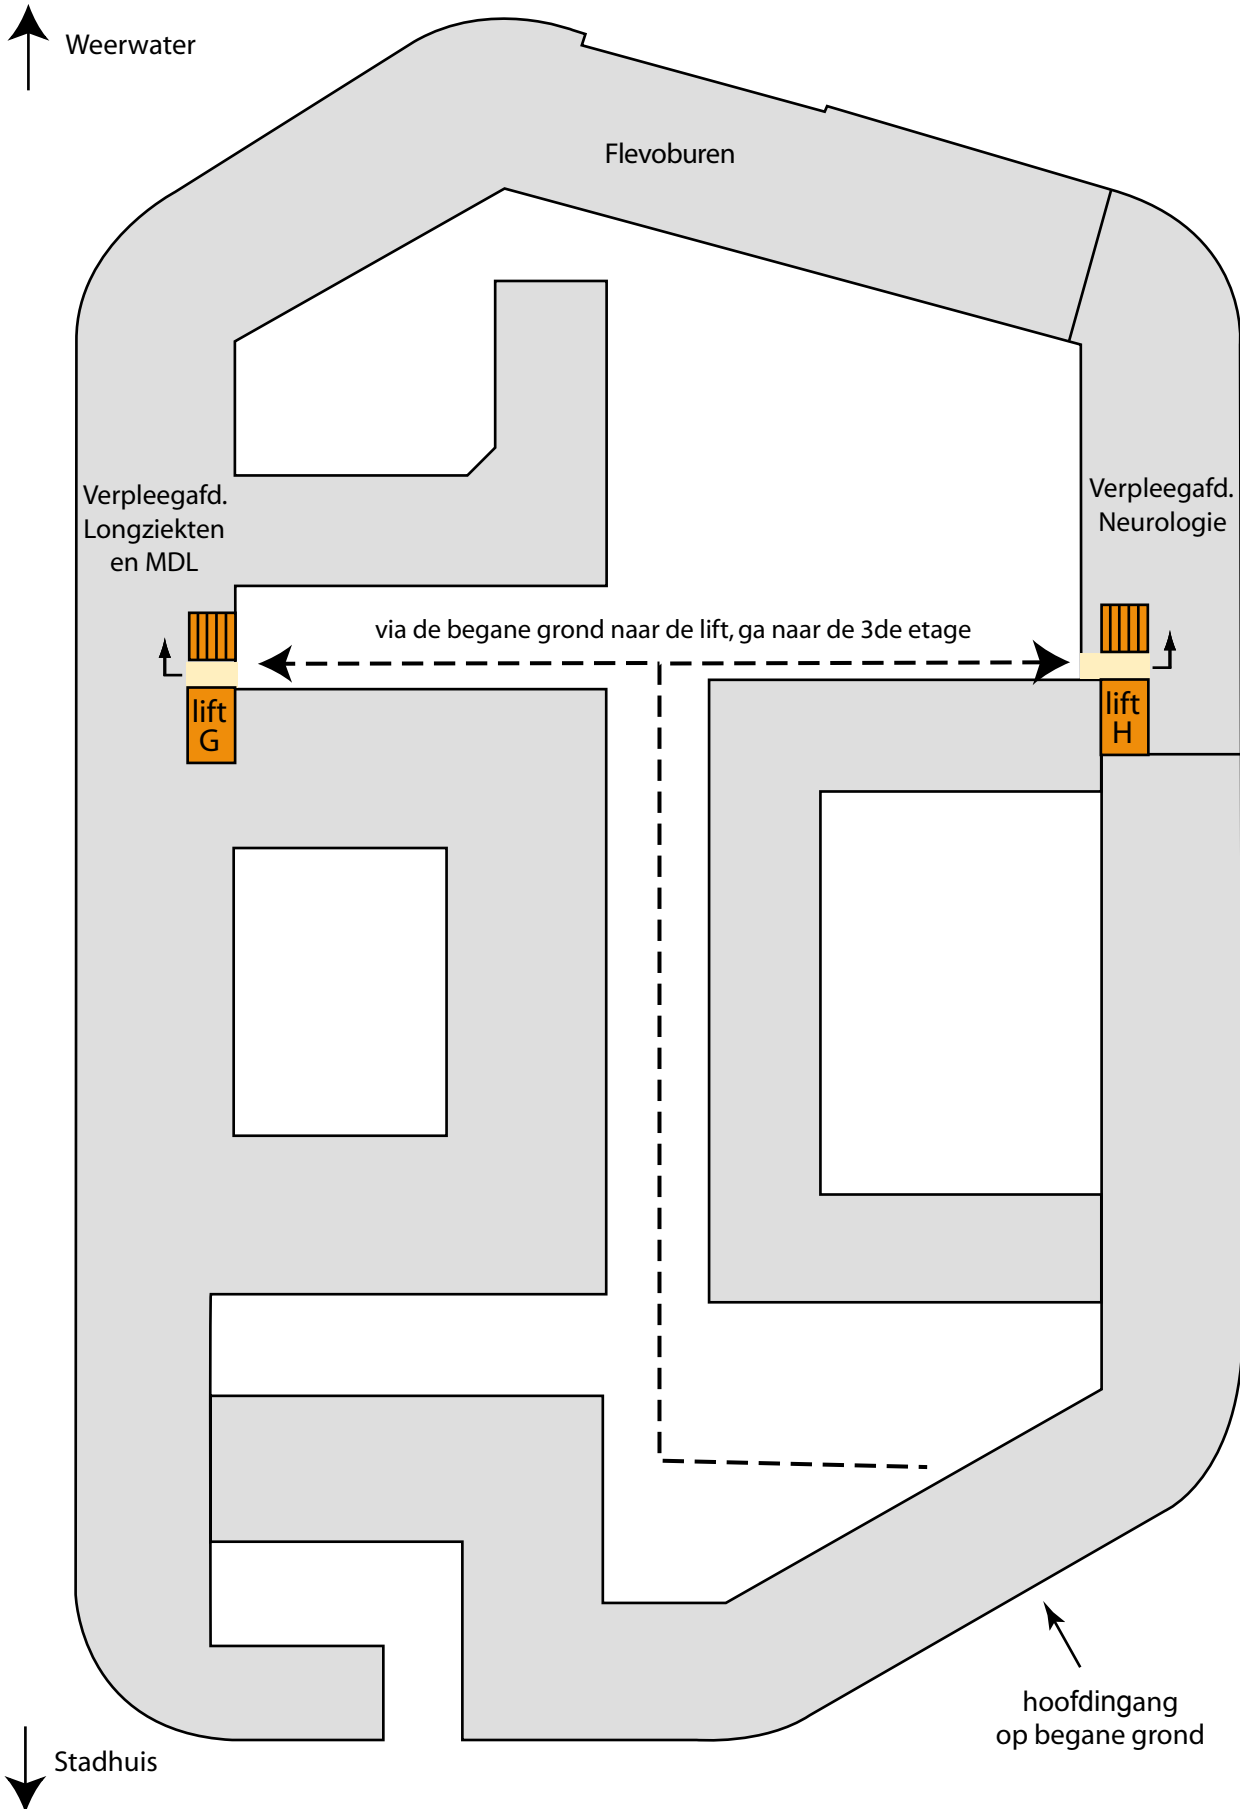 Weerwater
Flevoburen
Verpleegafd.
Longziekten
en MDL
Verpleegafd.
Neurologie
via de begane grond naar de lift, ga naar de 3de etage
lift
G
lift
H
hoofdingang
op begane grond
Stadhuis